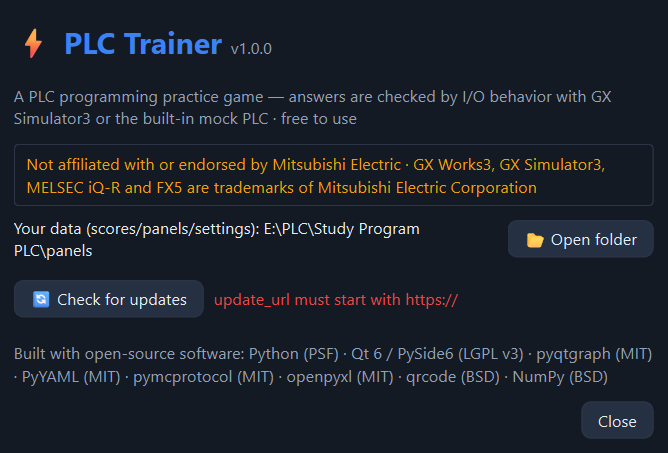 PLC Trainer v1.0.0
A PLC programming practice game — answers are checked by I/O behavior with GX
Simulator3 or the built-in mock PLC · free to use
Not affiliated with or endorsed by Mitsubishi Electric · GX Works3, GX Simulator3,
MELSEC iQ-R and FX5 are trademarks of Mitsubishi Electric Corporation
Your data (scores/panels/settings): E:\PLC\Study Program
PLC\panels
Open folder
Check for updates
update_url must start with https://
Built with open-source software: Python (PSF) · Qt 6 / PySide6 (LGPL v3) · pyqtgraph (MIT)
· PyYAML (MIT) · pymcprotocol (MIT) · openpyxl (MIT) · qrcode (BSD) · NumPy (BSD)
Close